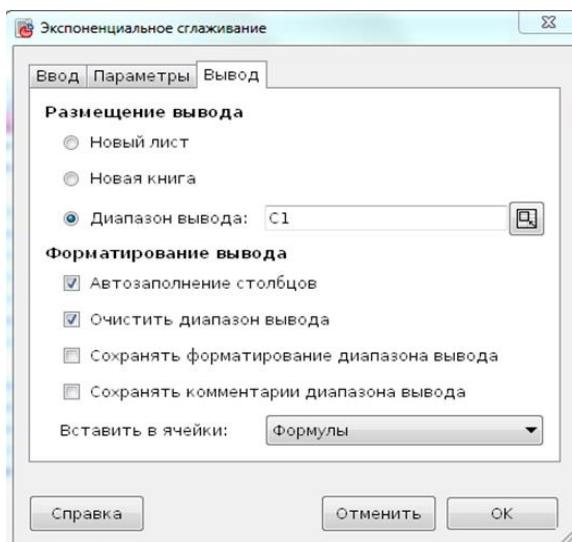 Экспоненциальное сглаживание
Ввод Параметры Вывод
Размещение вывода
Новый лист
Новая книга
Диапазон вывода: C1
Форматирование вывода
Автозаполнение столбцов
Очистить диапазон вывода
Сохранять форматирование диапазона вывода
Сохранять комментарии диапазона вывода
Вставить в ячейки: Формулы
Справка Отменить ОК